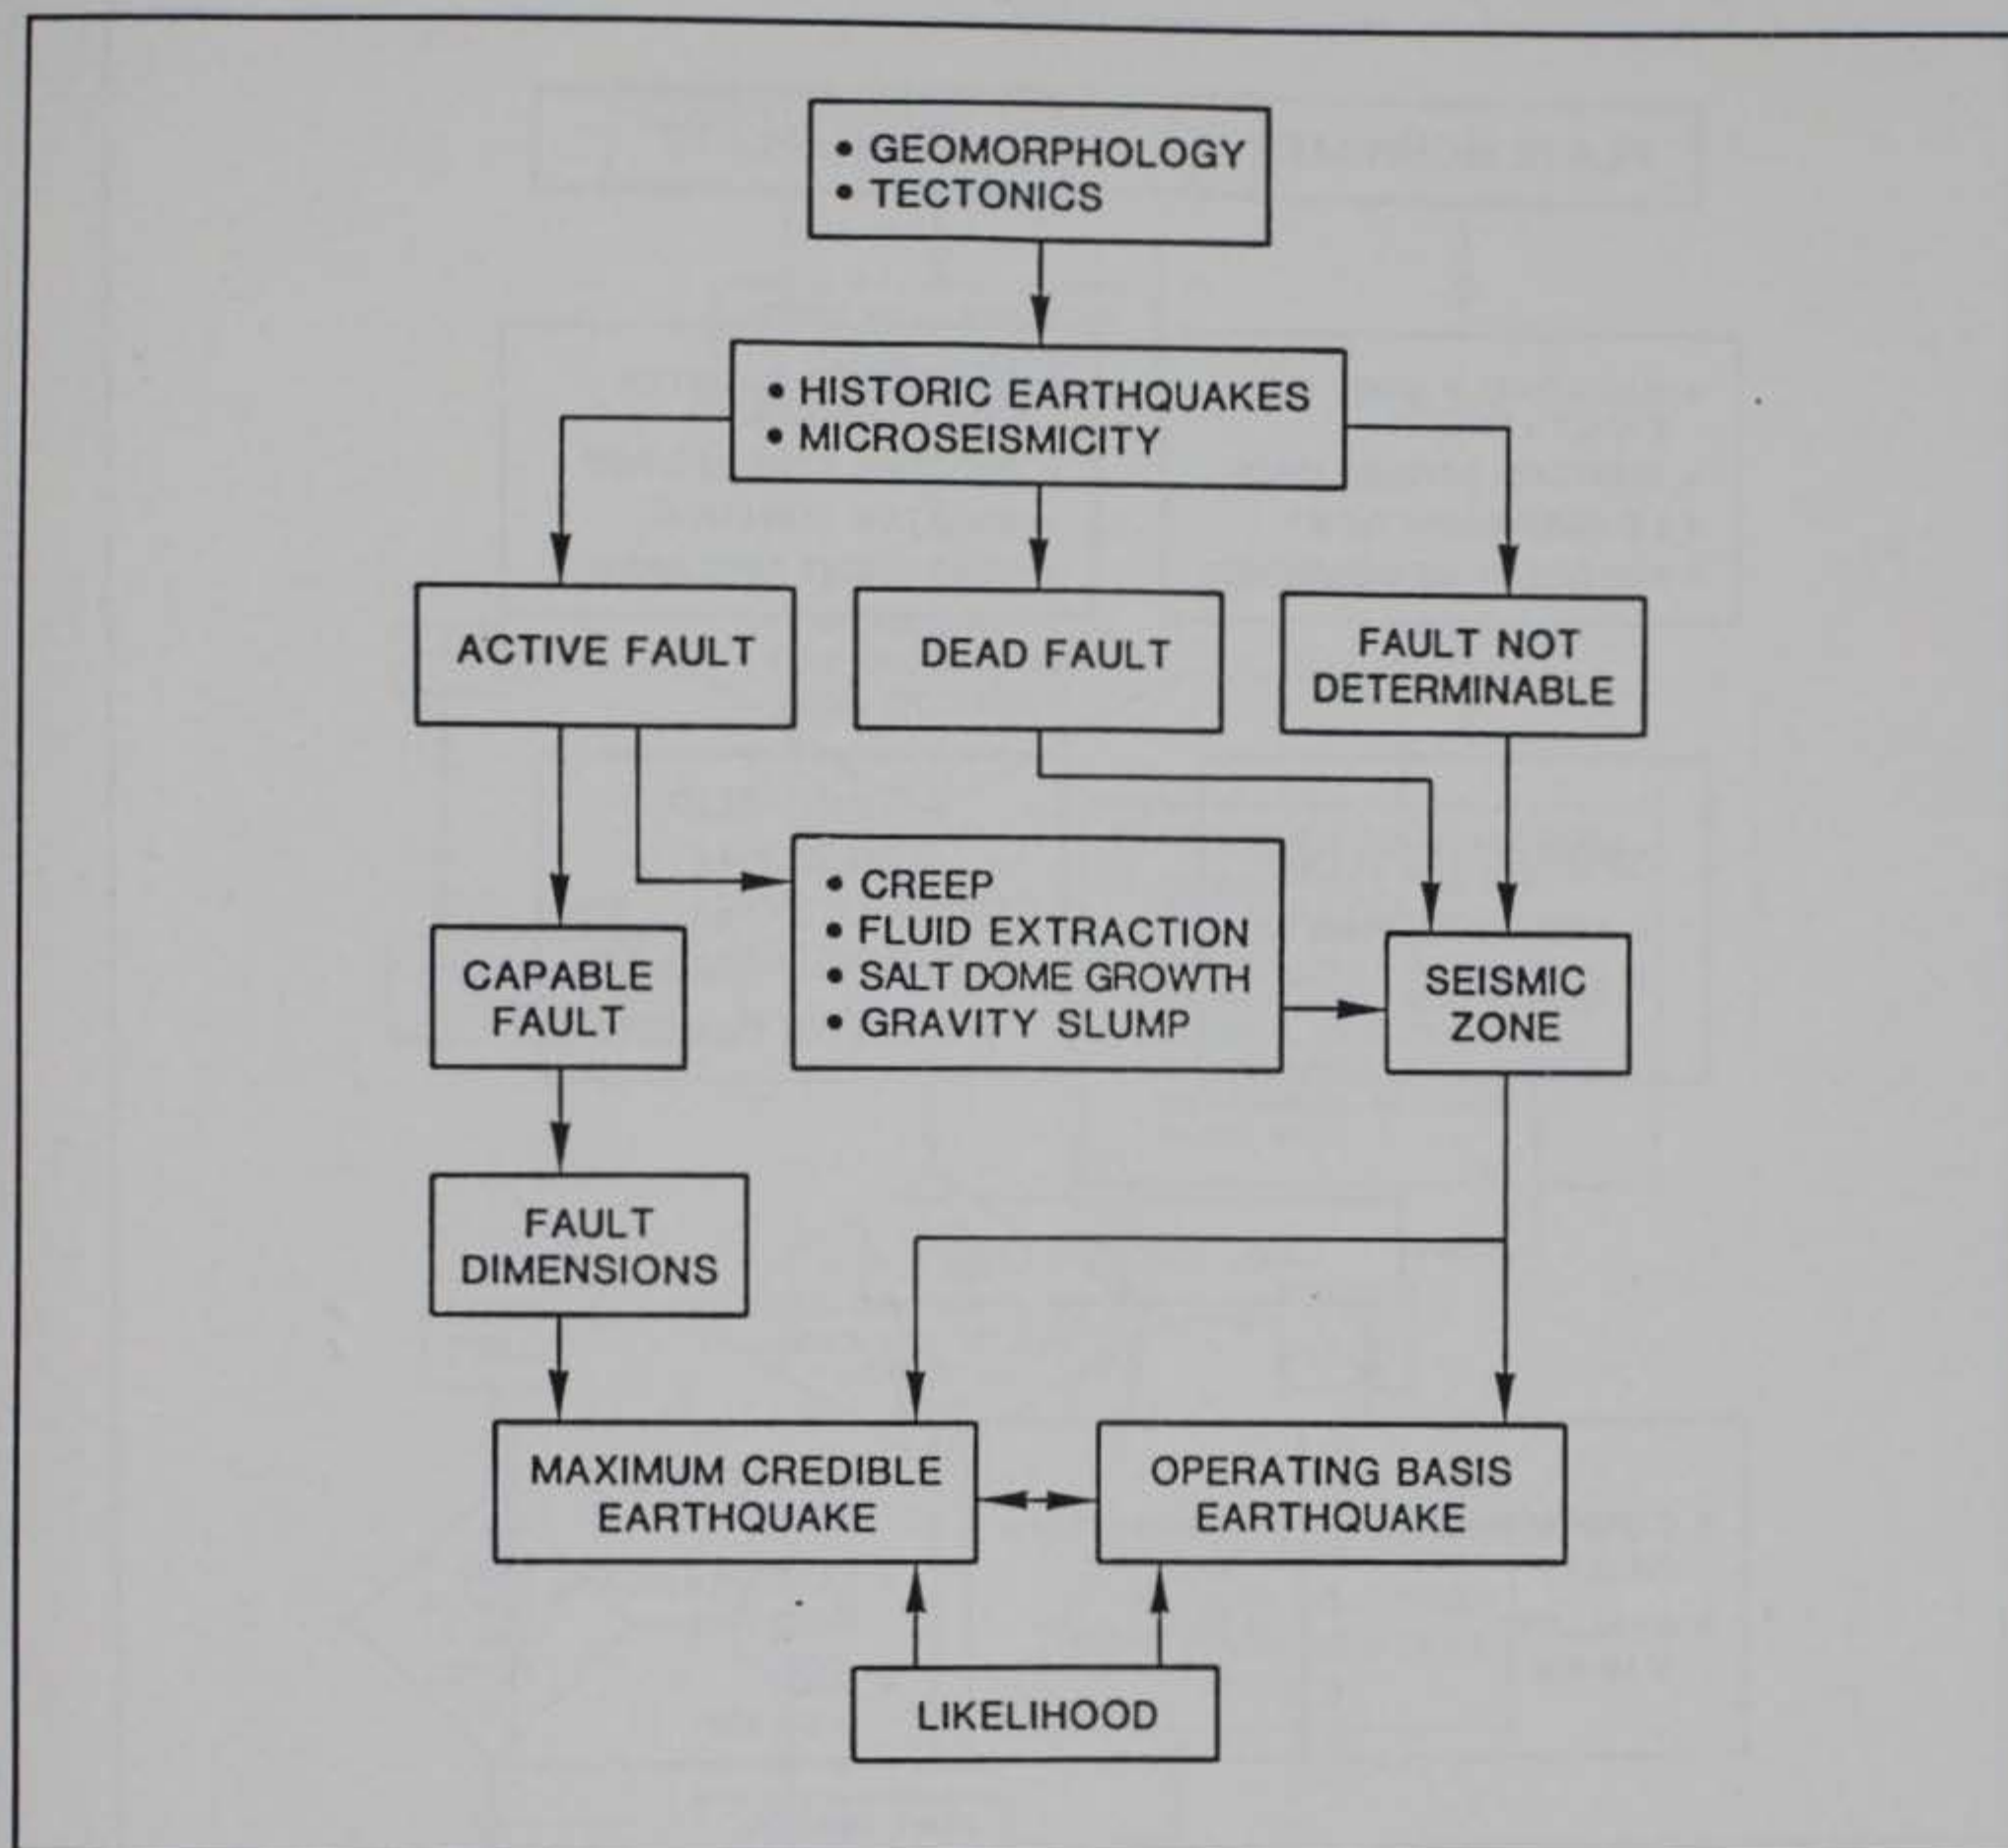 • GEOMORPHOLOGY
• TECTONICS
• HISTORIC EARTHQUAKES
• MICROSEISMICITY
ACTIVE FAULT
DEAD FAULT
FAULT NOT
DETERMINABLE
• CREEP
• FLUID EXTRACTION
• SALT DOME GROWTH
• GRAVITY SLUMP
CAPABLE
FAULT
SEISMIC
ZONE
FAULT
DIMENSIONS
MAXIMUM CREDIBLE
EARTHQUAKE
OPERATING BASIS
EARTHQUAKE
LIKELIHOOD